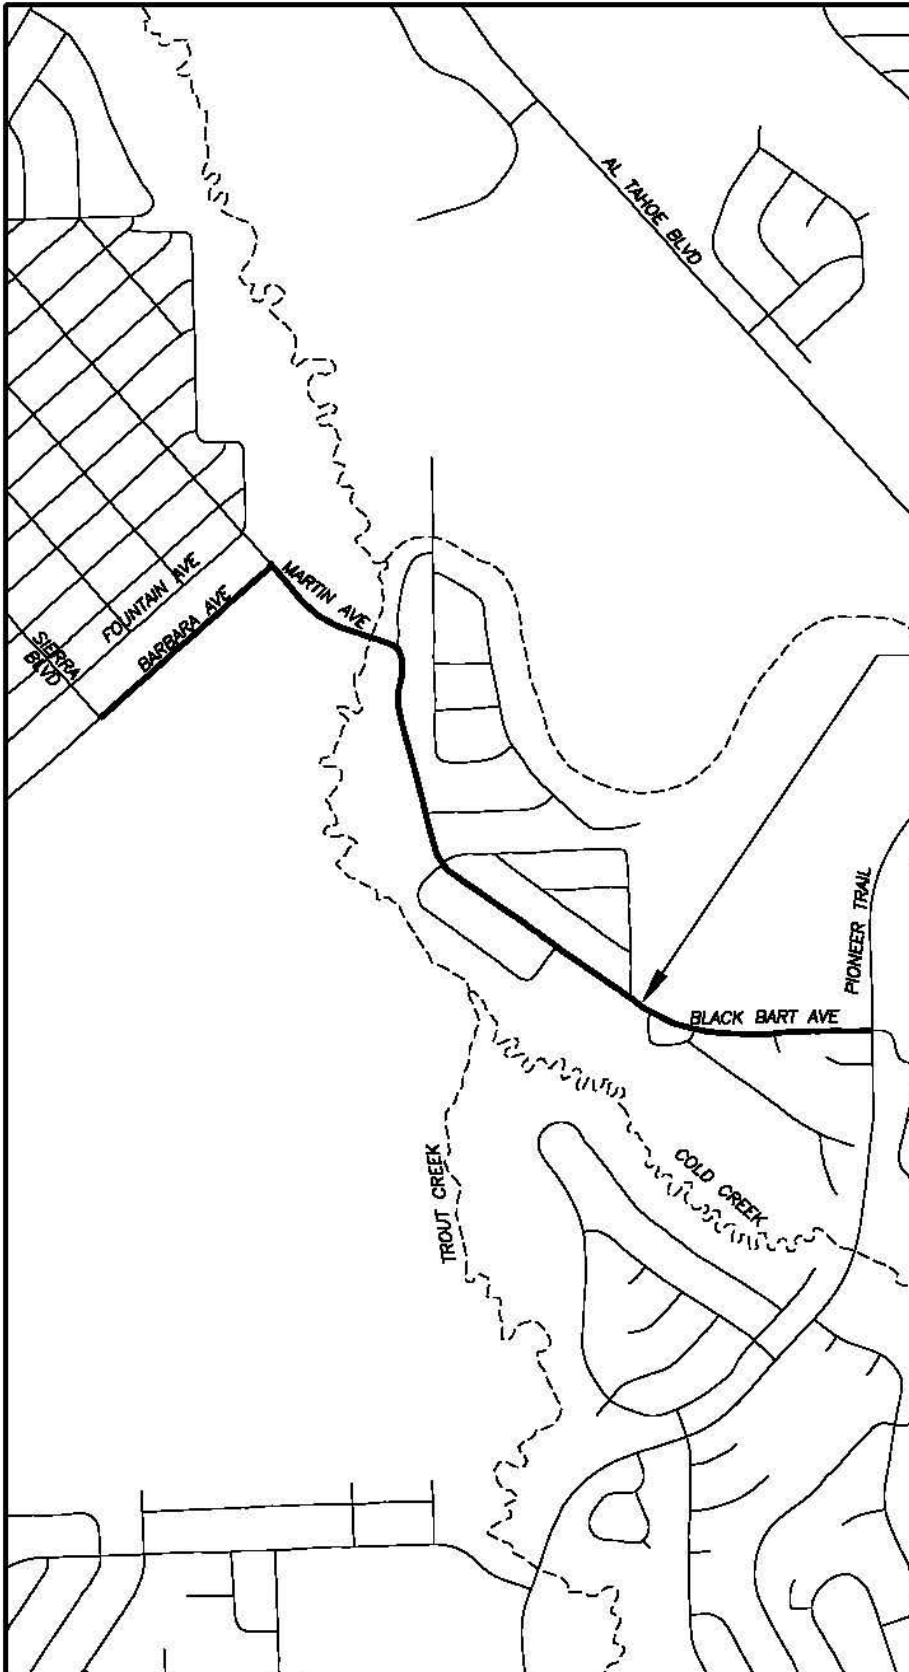 AL TAHOE BLVD
FOUNTAIN AVE
MARTIN AVE
BARBARA AVE
SIERRA
BLVD
PIONEER TRAIL
BLACK BART AVE
TROUT CREEK
COLD CREEK